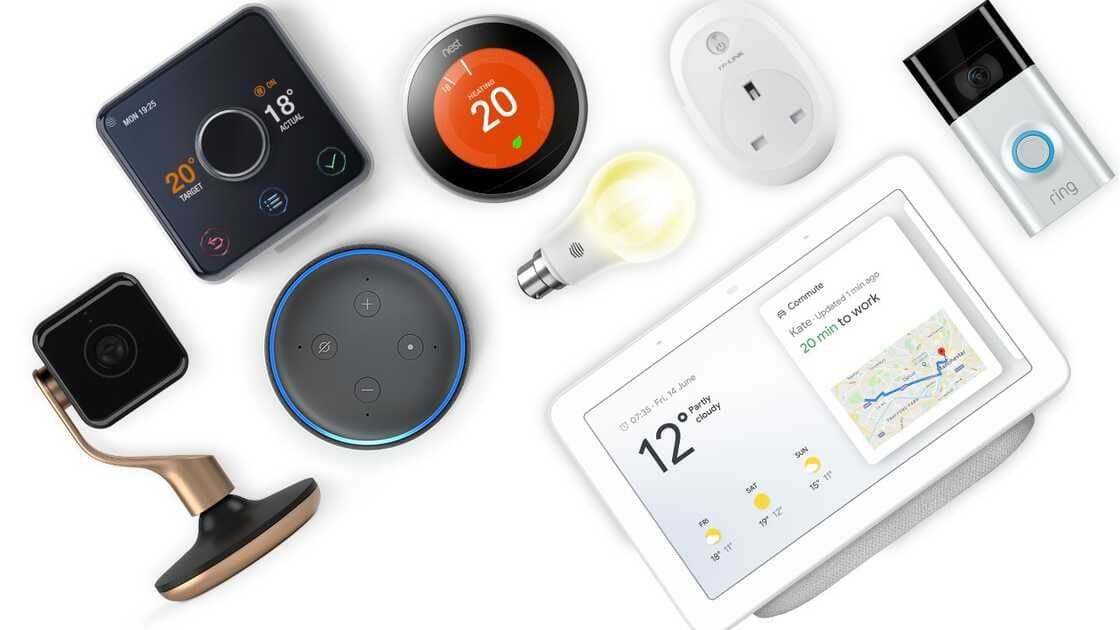 MON 19:25
ON
18°
ACTUAL
20°
TARGET
nest
18
HEATING
20
TP-LINK
ring
Commute
Kate · Updated 1 min ago
20 min to work
07:35 · Fri, 14 June
12° Partly cloudy
FRI
18° 11°
SAT
19° 12°
SUN
15° 11°